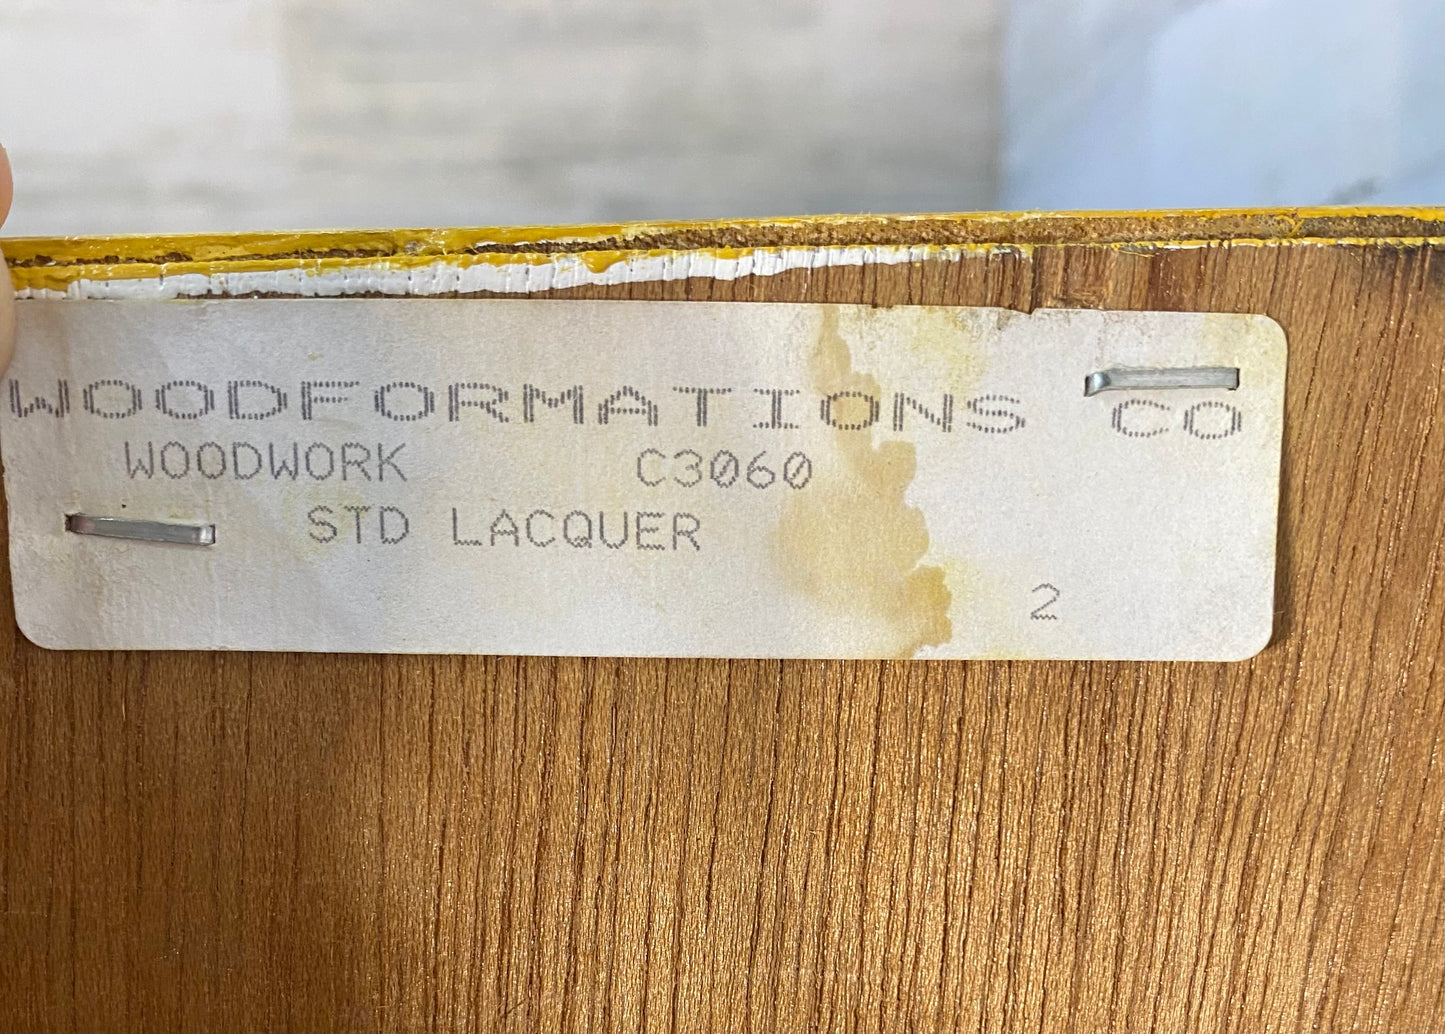 WOODFORMATIONS CO
WOODWORK C3060
STD LACQUER
2